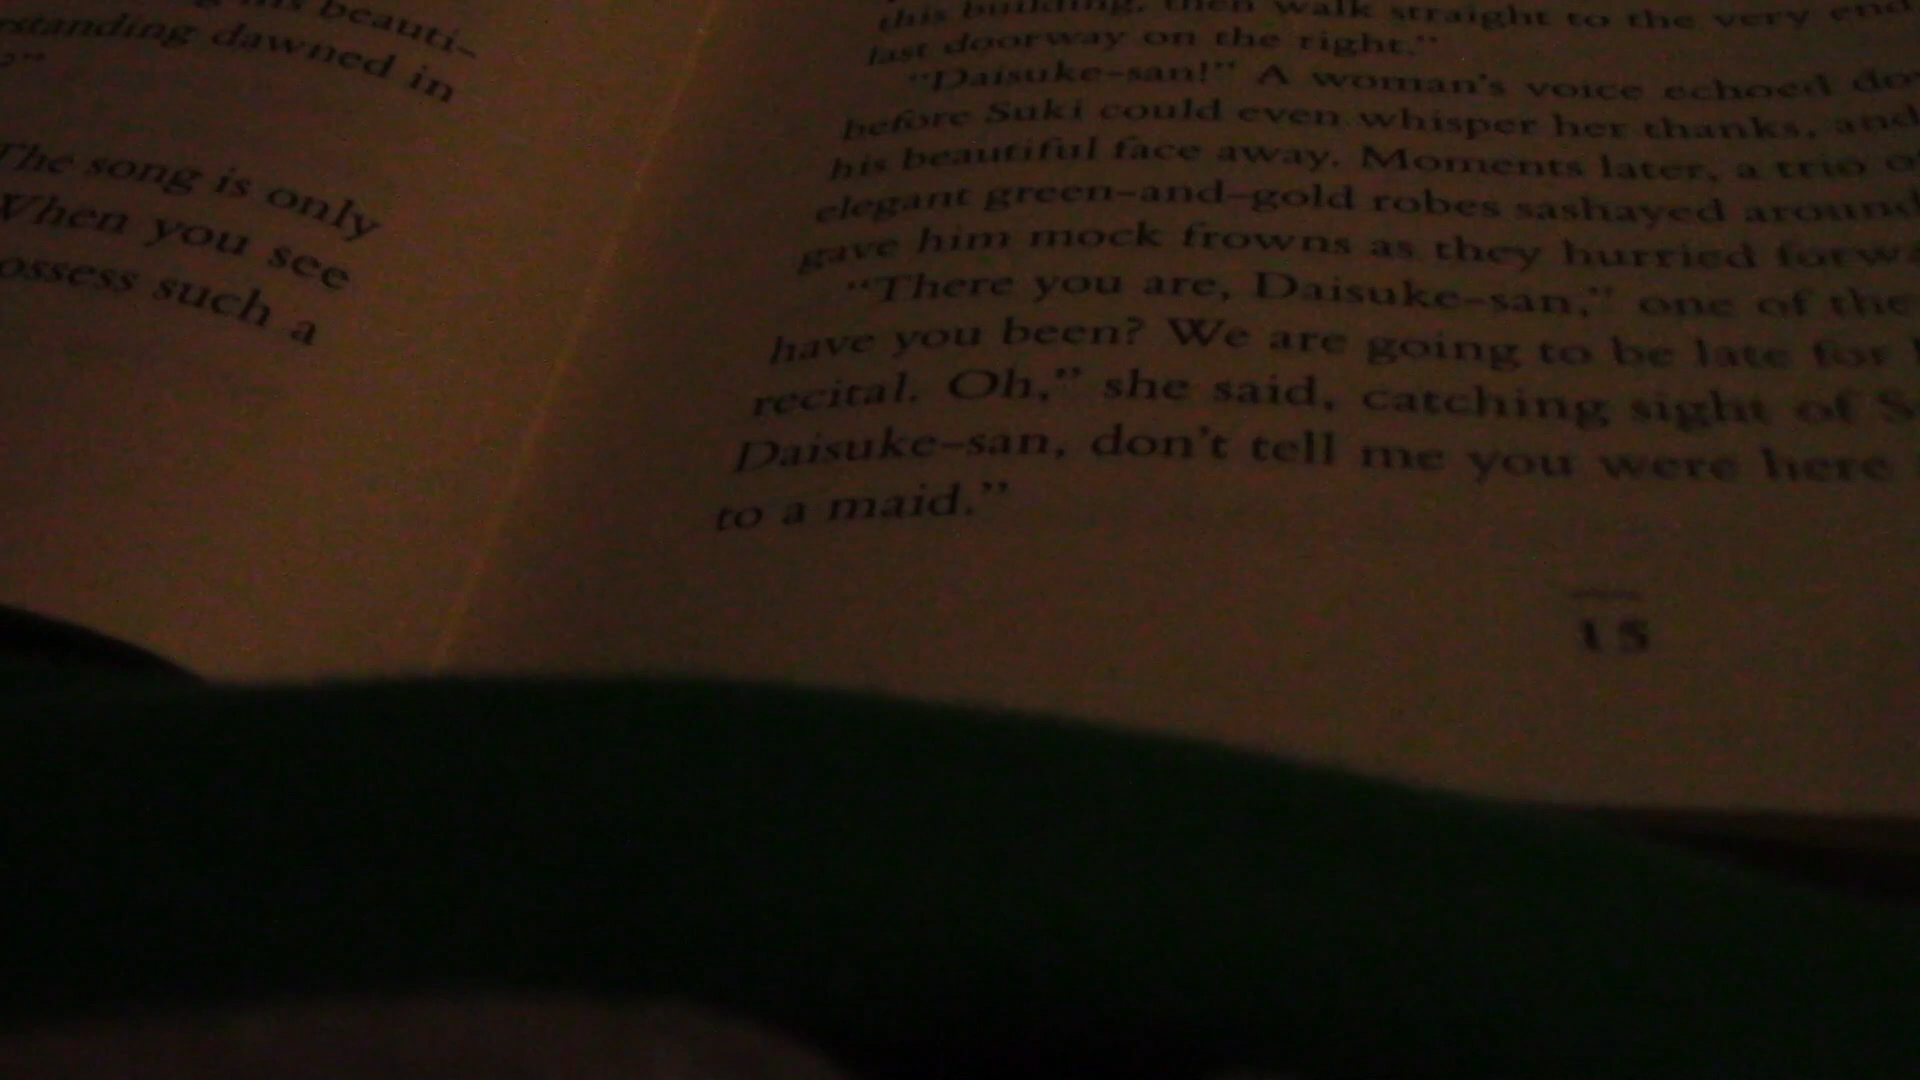 his beauti-
standing dawned in
The song is only
When you see
ossess such a
this building, then walk straight to the very end
last doorway on the right."
"Daisuke-san!" A woman's voice echoed
before Suki could even whisper her thanks, and
his beautiful face away. Moments later, a trio
elegant green-and-gold robes sashayed around
gave him mock frowns as they hurried
"There you are, Daisuke-san," one of the
have you been? We are going to be late for
recital. Oh," she said, catching sight of
Daisuke-san, don't tell me you were here
to a maid."
15